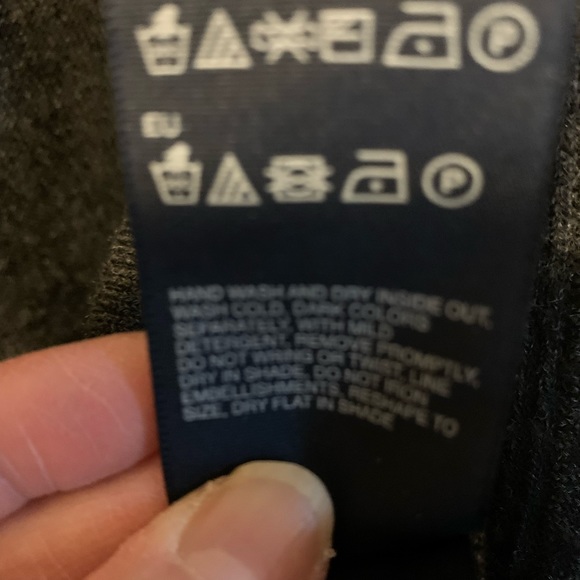 P
EU
P
HAND WASH AND DRY INSIDE OUT,
WASH COLD, DARK COLORS
SEPARATELY, WITH MILD
DETERGENT, REMOVE PROMPTLY,
DO NOT WRING OR TWIST, LINE
DRY IN SHADE, DO NOT IRON
EMBELLISHMENTS, RESHAPE TO
SIZE, DRY FLAT IN SHADE